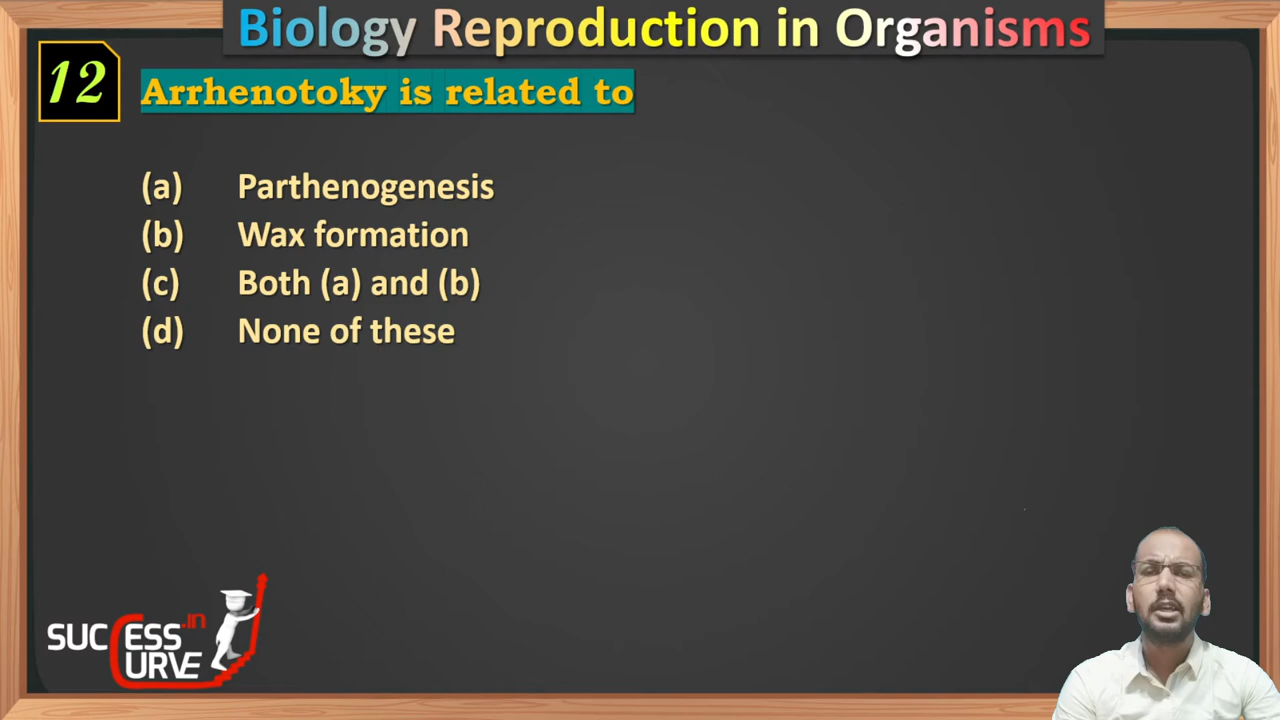 Biology Reproduction in Organisms
12
Arrhenotoky is related to
(a) Parthenogenesis
(b) Wax formation
(c) Both (a) and (b)
(d) None of these
SUCCESS.IN
CURVE